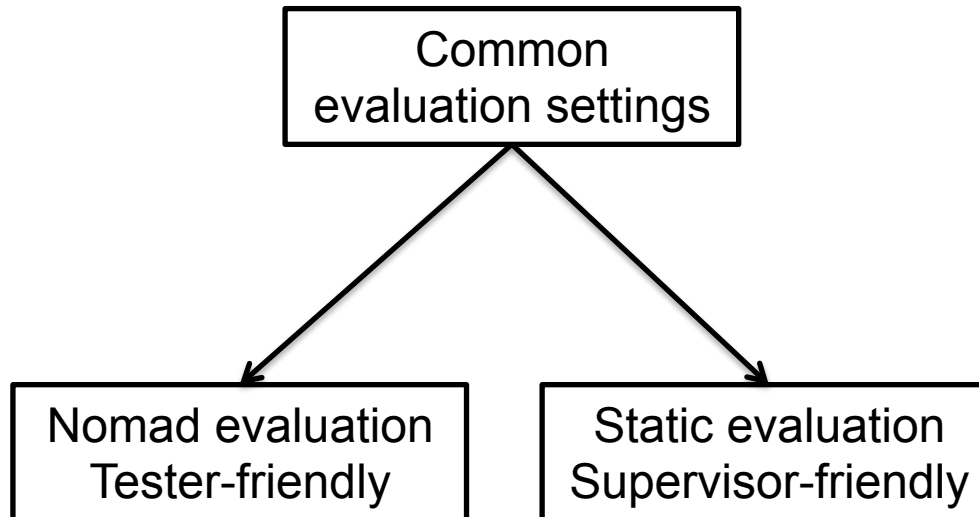 Common
evaluation settings
Nomad evaluation
Tester-friendly
Static evaluation
Supervisor-friendly